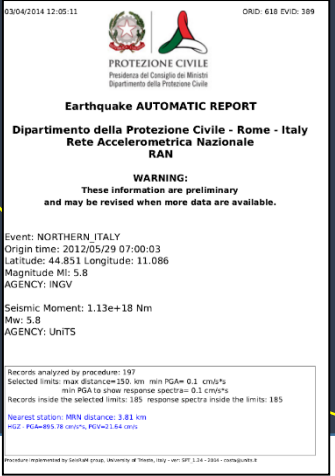 03/04/2014 12:05:11
ORID: 618 EVID: 389
PROTEZIONE CIVILE
Presidenza del Consiglio dei Ministri
Dipartimento della Protezione Civile
Earthquake AUTOMATIC REPORT
Dipartimento della Protezione Civile - Rome - Italy
Rete Accelerometrica Nazionale
RAN
WARNING:
These information are preliminary
and may be revised when more data are available.
Event: NORTHERN_ITALY
Origin time: 2012/05/29 07:00:03
Latitude: 44.851 Longitude: 11.086
Magnitude Ml: 5.8
AGENCY: INGV
Seismic Moment: 1.13e+18 Nm
Mw: 5.8
AGENCY: UniTS
Records analyzed by procedure: 197
Selected limits: max distance=150. km min PGA= 0.1 cm/s*s
min PGA to show response spectra= 0.1 cm/s*s
Records inside the selected limits: 185 response spectra inside the limits: 185
Nearest station: MRN distance: 3.81 km
HGZ - PGA=895.78 cm/s*s, PGV=21.64 cm/s
Procedure implemented by SeisRaM group, University of Trieste, Italy - ver: SPT_1.24 - 2004 - costa@units.it